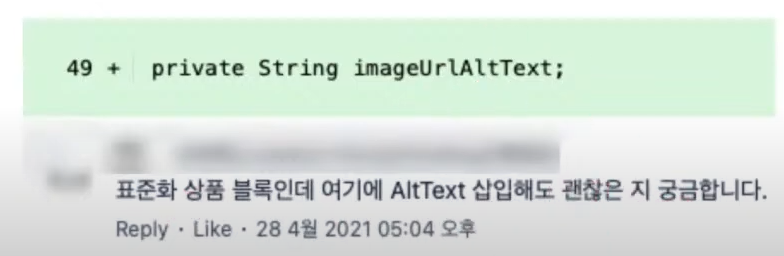 49 + private String imageUrlAltText;
표준화 상품 블록인데 여기에 AltText 삽입해도 괜찮은 지 궁금합니다.
Reply · Like · 28 4월 2021 05:04 오후